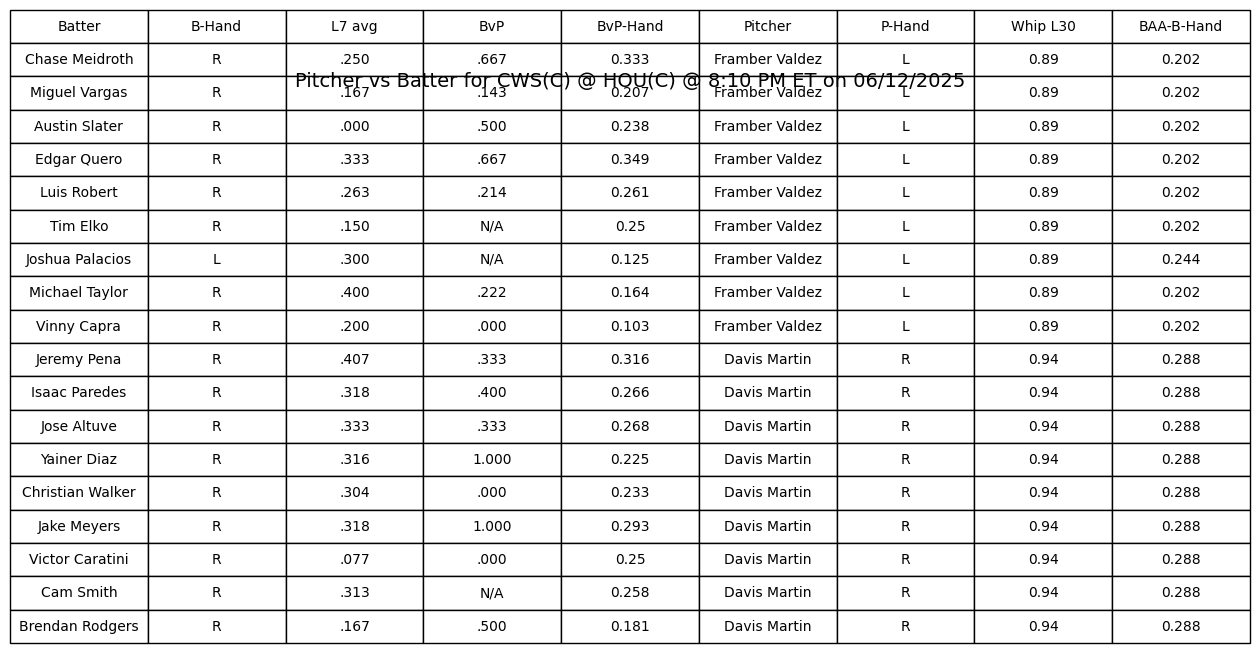 Batter B-Hand L7 avg BvP BvP-Hand Pitcher P-Hand Whip L30 BAA-B-Hand
Chase Meidroth R .250 .667 0.333 Framber Valdez L 0.89 0.202
Pitcher vs Batter for CWS(C) @ HOU(C) @ 8:10 PM ET on 06/12/2025
Miguel Vargas R .167 .143 0.207 Framber Valdez L 0.89 0.202
Austin Slater R .000 .500 0.238 Framber Valdez L 0.89 0.202
Edgar Quero R .333 .667 0.349 Framber Valdez L 0.89 0.202
Luis Robert R .263 .214 0.261 Framber Valdez L 0.89 0.202
Tim Elko R .150 N/A 0.25 Framber Valdez L 0.89 0.202
Joshua Palacios L .300 N/A 0.125 Framber Valdez L 0.89 0.244
Michael Taylor R .400 .222 0.164 Framber Valdez L 0.89 0.202
Vinny Capra R .200 .000 0.103 Framber Valdez L 0.89 0.202
Jeremy Pena R .407 .333 0.316 Davis Martin R 0.94 0.288
Isaac Paredes R .318 .400 0.266 Davis Martin R 0.94 0.288
Jose Altuve R .333 .333 0.268 Davis Martin R 0.94 0.288
Yainer Diaz R .316 1.000 0.225 Davis Martin R 0.94 0.288
Christian Walker R .304 .000 0.233 Davis Martin R 0.94 0.288
Jake Meyers R .318 1.000 0.293 Davis Martin R 0.94 0.288
Victor Caratini R .077 .000 0.25 Davis Martin R 0.94 0.288
Cam Smith R .313 N/A 0.258 Davis Martin R 0.94 0.288
Brendan Rodgers R .167 .500 0.181 Davis Martin R 0.94 0.288